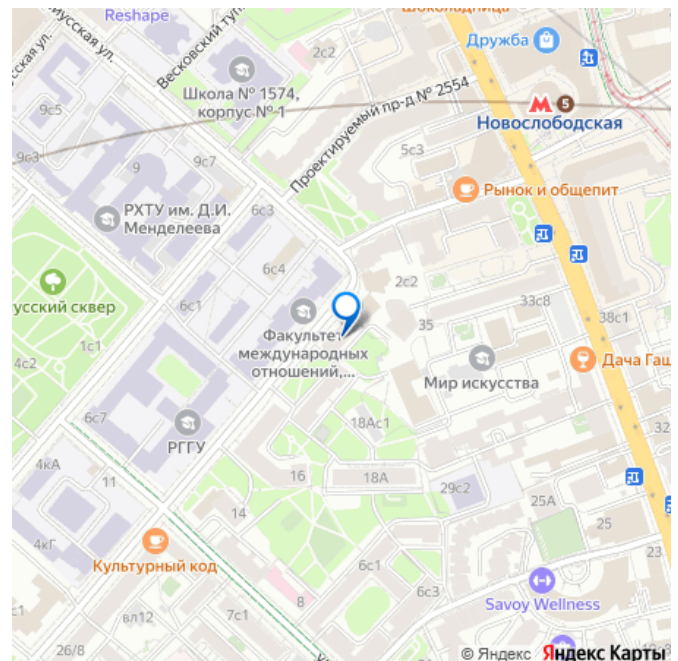 Шоколадница
Reshape
Дружба
2с2
Школа № 1574,
корпус № 1
Весковский туп.
Миусская ул.
Проектируемый пр-д № 2554
5
Новослободская
9с5
9с3
9
9с7
5с3
Рынок и общепит
РХТУ им. Д.И.
Менделеева
6с3
6с4
2с2
33с8
38с1
6с1
1с1
4с2
Факультет
международных
отношений,...
35
Мир искусства
Дача Гаш
6с7
РГГУ
18Ас1
32
4кА
11
16
18А
29с2
25А
25
14
4кГ
Культурный код
6с1
6с3
23
Savoy Wellness
вл12
7с1
8
26/8
© Яндекс Яндекс Карты